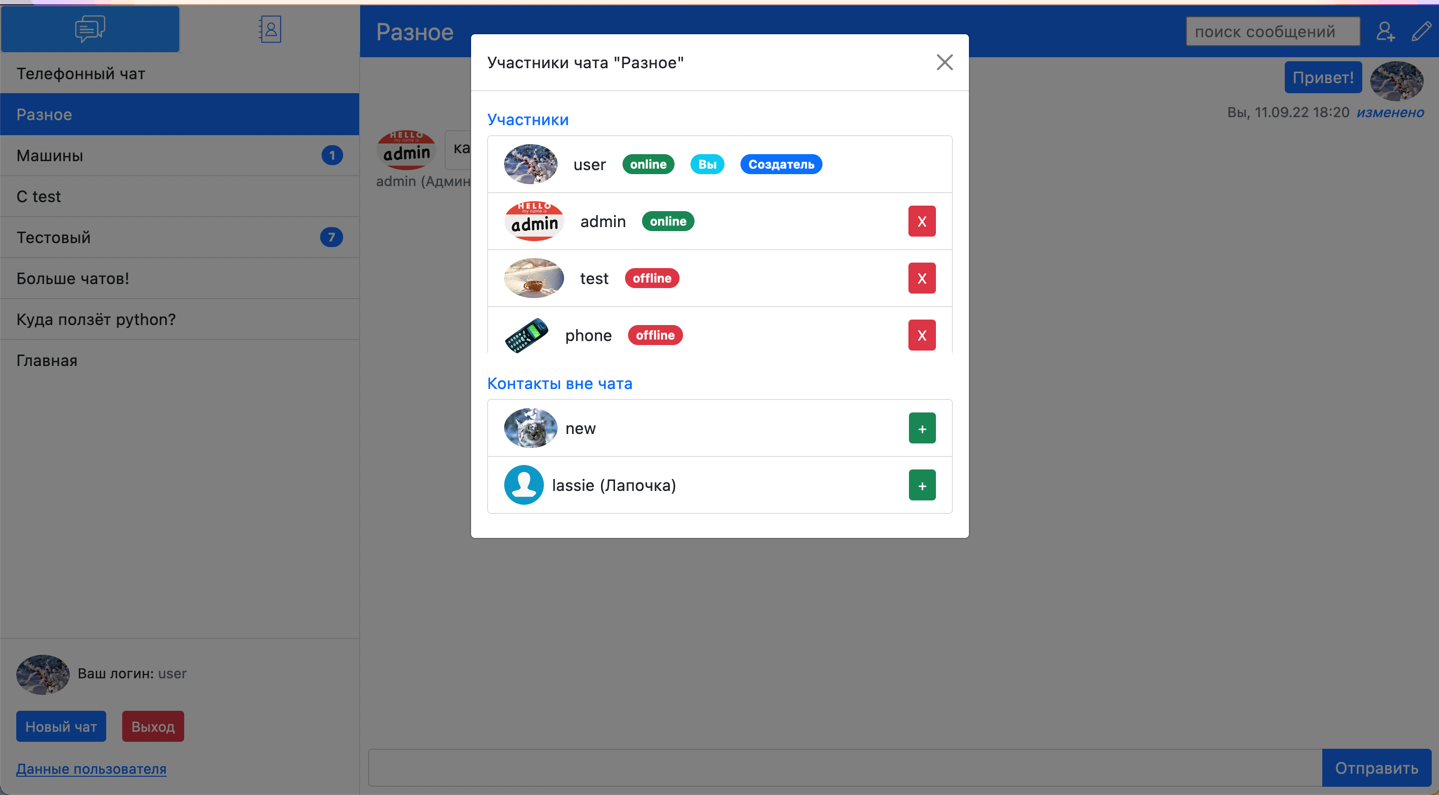 Разное
поиск сообщений
Телефонный чат
Разное
Машины 1
C test
Тестовый 7
Больше чатов!
Куда ползёт python?
Главная
Ваш логин: user
Новый чат Выход
Данные пользователя
Привет!
Вы, 11.09.22 18:20 изменено
HELLO
admin
ка
admin (Админ
Участники чата "Разное"
Участники
user online Вы Создатель
HELLO
my name is
admin
admin online X
test offline X
phone offline X
Контакты вне чата
new +
lassie (Лапочка) +
Отправить